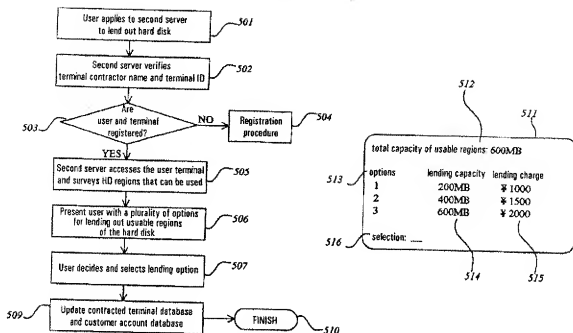 User applies to second server
to lend out hard disk
501
Second server verifies
terminal contractor name and terminal ID
502
Are
user and terminal
registered?
503
NO
Registration
procedure
504
YES
Second server accesses the user terminal
and surveys HD regions that can be used
505
Present user with a plurality of options
for lending out usable regions
of the hard disk
506
User decides and selects lending option
507
509
Update contracted terminal database
and customer account database
FINISH
510
512
511
total capacity of usable regions: 600MB
513
options lending capacity lending charge
1 200MB ¥ 1000
2 400MB ¥ 1500
3 600MB ¥ 2000
516
selection: ___
514
515